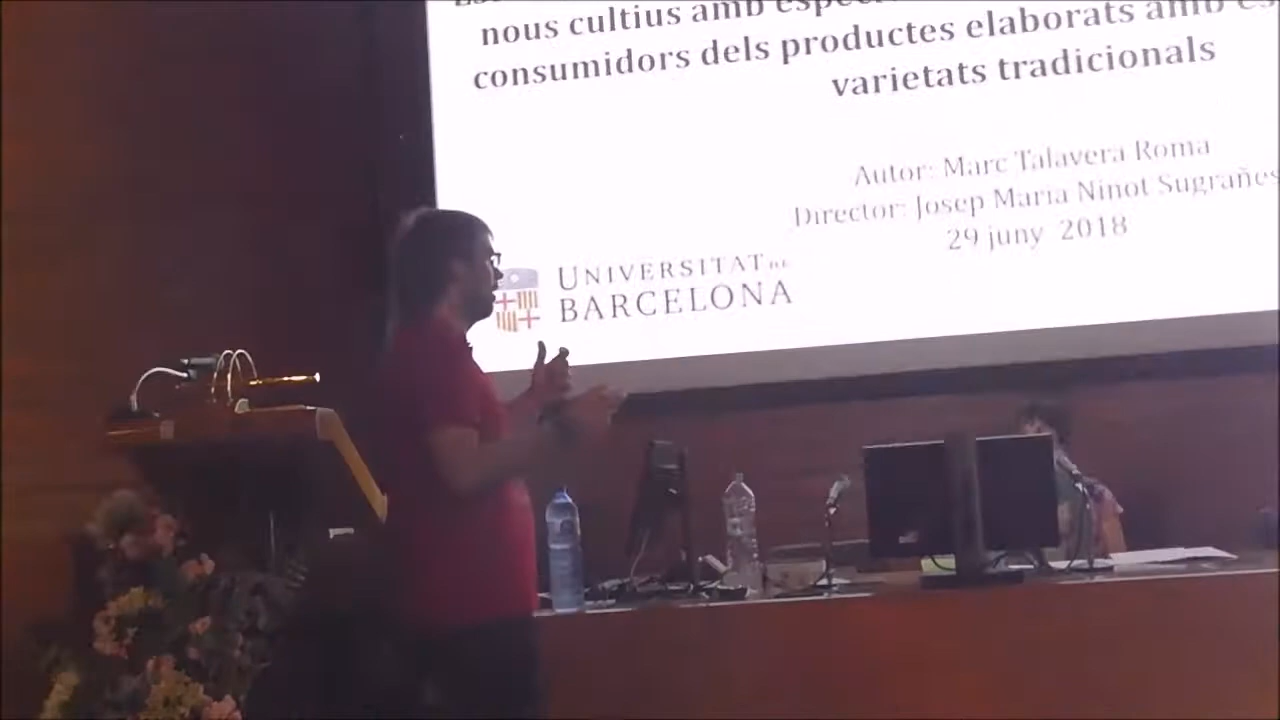 nous cultius amb
consumidors dels productes elaborats amb
varietats tradicionals
Autor: Marc Talavera Roma
Director: Josep Maria Ninot Sugrañes
29 juny 2018
UNIVERSITAT DE
BARCELONA